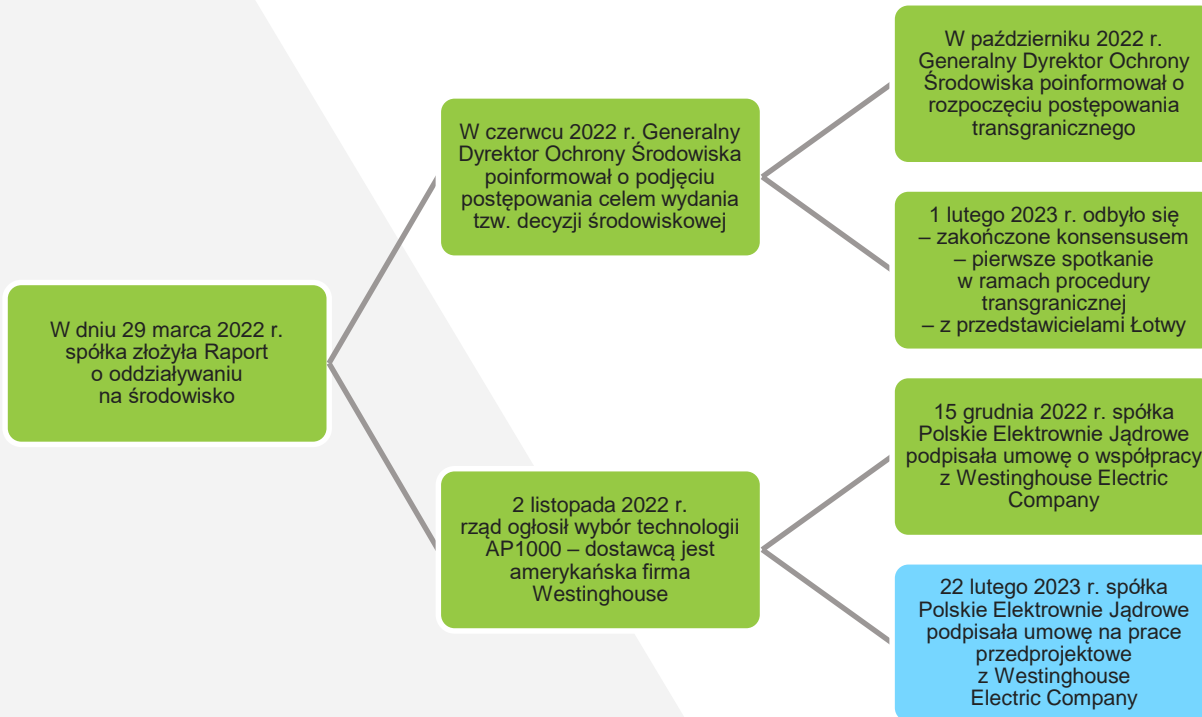 W dniu 29 marca 2022 r.
spółka złożyła Raport
o oddziaływaniu
na środowisko
W czerwcu 2022 r. Generalny
Dyrektor Ochrony Środowiska
poinformował o podjęciu
postępowania celem wydania
tzw. decyzji środowiskowej
W październiku 2022 r.
Generalny Dyrektor Ochrony
Środowiska poinformował o
rozpoczęciu postępowania
transgranicznego
1 lutego 2023 r. odbyło się
– zakończone konsensusem
– pierwsze spotkanie
w ramach procedury
transgranicznej
– z przedstawicielami Łotwy
2 listopada 2022 r.
rząd ogłosił wybór technologii
AP1000 – dostawcą jest
amerykańska firma
Westinghouse
15 grudnia 2022 r. spółka
Polskie Elektrownie Jądrowe
podpisała umowę o współpracy
z Westinghouse Electric
Company
22 lutego 2023 r. spółka
Polskie Elektrownie Jądrowe
podpisała umowę na prace
przedprojektowe
z Westinghouse
Electric Company